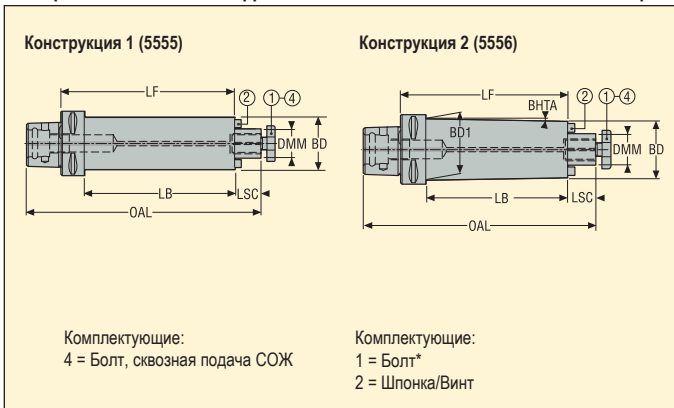 Конструкция 1 (5555)
Конструкция 2 (5556)
LF
2
1-4
DMM
BD
LB
LSC
OAL
LF
BHTA
2
1-4
BD1
DMM
BD
LB
LSC
OAL
Комплектующие:
4 = Болт, сквозная подача СОЖ
Комплектующие:
1 = Болт*
2 = Шпонка/Винт